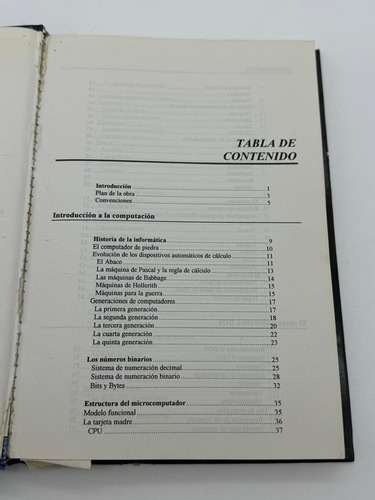 TABLA DE
CONTENIDO
Introducción 1
Plan de la obra 3
Convenciones 5
Introducción a la computación
Historia de la informática 9
El computador de piedra 10
Evolución de los dispositivos automáticos de cálculo 11
El Abaco 11
La máquina de Pascal y la regla de cálculo 13
Las máquinas de Babbage 14
Máquinas de Hollerith 15
Máquinas para la guerra 15
Generaciones de computadores 17
La primera generación 17
La segunda generación 18
La tercera generación 20
La cuarta generación 22
La quinta generación 23
Los números binarios 25
Sistema de numeración decimal 25
Sistema de numeración binario 28
Bits y Bytes 32
Estructura del microcomputador 35
Modelo funcional 35
La tarjeta madre 36
CPU 37